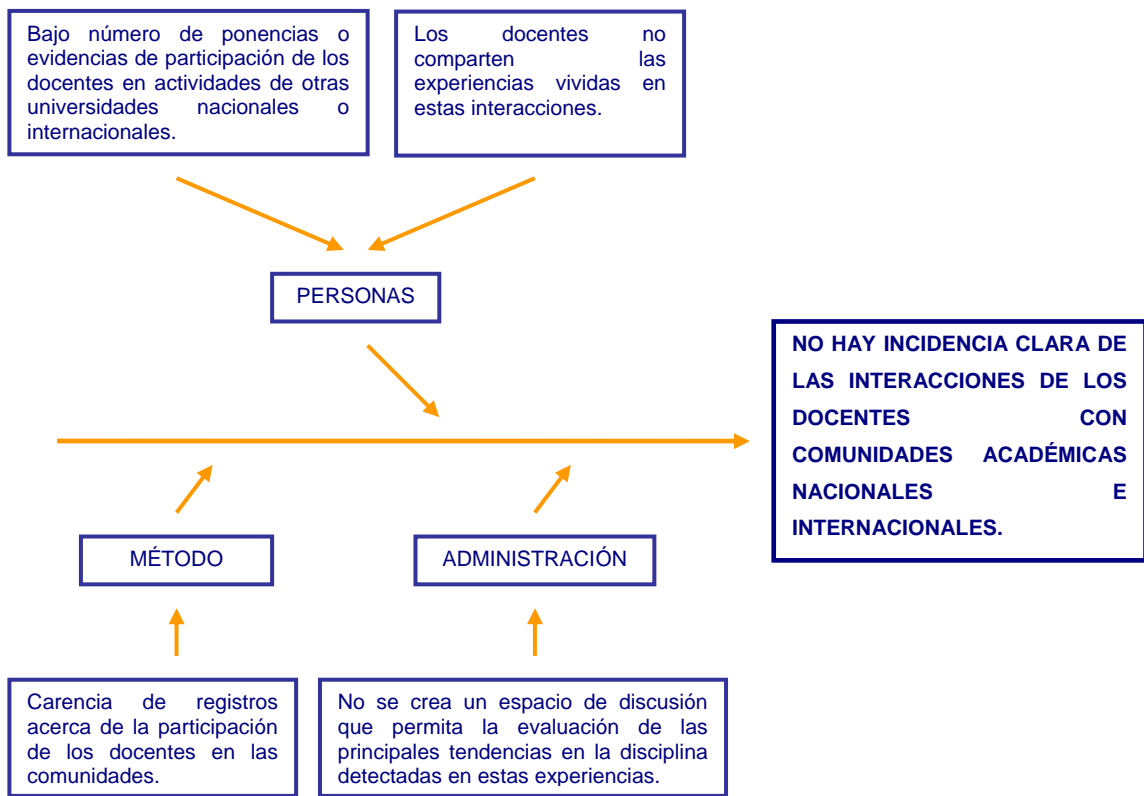 Bajo número de ponencias o
evidencias de participación de los
docentes en actividades de otras
universidades nacionales o
internacionales.
Los docentes no
comparten las
experiencias vividas en
estas interacciones.
PERSONAS
NO HAY INCIDENCIA CLARA DE
LAS INTERACCIONES DE LOS
DOCENTES CON
COMUNIDADES ACADÉMICAS
NACIONALES E
INTERNACIONALES.
MÉTODO
ADMINISTRACIÓN
Carencia de registros
acerca de la participación
de los docentes en las
comunidades.
No se crea un espacio de discusión
que permita la evaluación de las
principales tendencias en la disciplina
detectadas en estas experiencias.